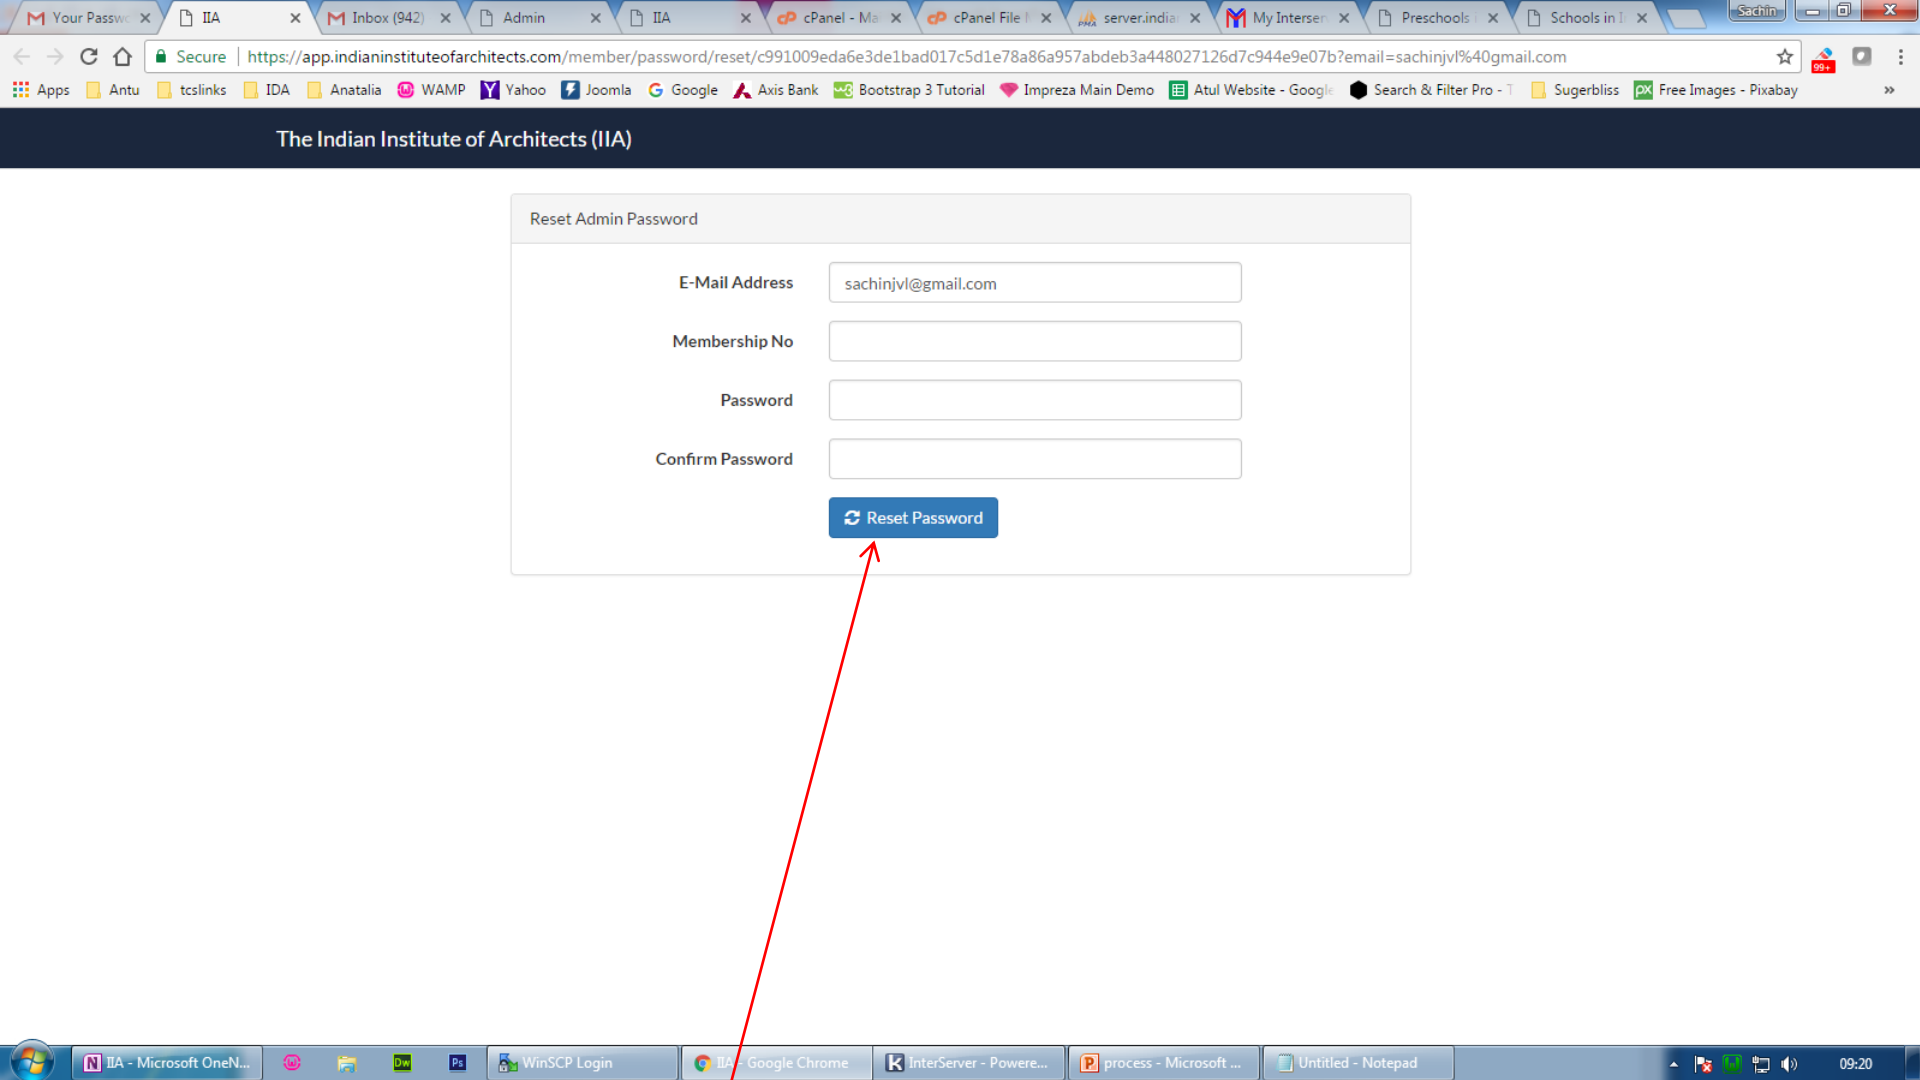 Your Passw
IIA
Inbox (942)
Admin
IIA
cPanel - Ma
cPanel File M
server.india
My Interser
Preschools i
Schools in I
Sachin
Secure
https://app.indianinstituteofarchitects.com/member/password/reset/c991009eda6e3de1bad017c5d1e78a86a957abdeb3a448027126d7c944e9e07b?email=sachinjvl%40gmail.com
99+
Apps
Antu
tcslinks
IDA
Anatalia
WAMP
Yahoo
Joomla
Google
Axis Bank
Bootstrap 3 Tutorial
Impreza Main Demo
Atul Website - Google
Search & Filter Pro - T
Sugerbliss
Free Images - Pixabay
»
The Indian Institute of Architects (IIA)
Reset Admin Password
E-Mail Address
sachinjvl@gmail.com
Membership No
Password
Confirm Password
Reset Password
IIA - Microsoft OneN...
Dw
Ps
WinSCP Login
IIA - Google Chrome
InterServer - Powere...
process - Microsoft ...
Untitled - Notepad
09:20